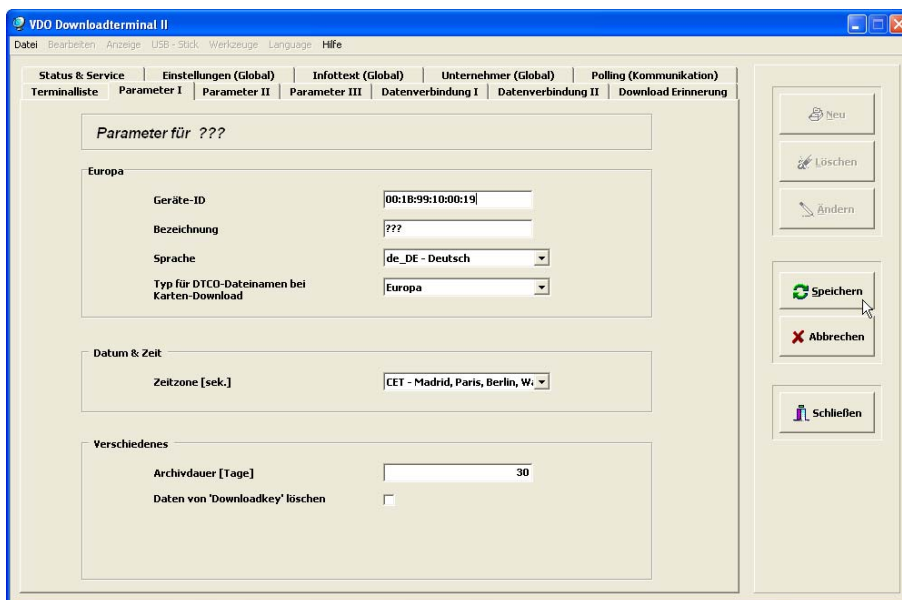 VDO Downloadterminal II
Datei Bearbeiten Anzeige USB - Stick Werkzeuge Language Hilfe
Status & Service Einstellungen (Global) Infottext (Global) Unternehmer (Global) Polling (Kommunikation)
Terminalliste Parameter I Parameter II Parameter III Datenverbindung I Datenverbindung II Download Erinnerung
Parameter für ???
Europa
Geräte-ID 00:1B:99:10:00:19
Bezeichnung ???
Sprache de_DE - Deutsch
Typ für DTCO-Dateinamen bei
Karten-Download Europa
Datum & Zeit
Zeitzone [sek.] CET - Madrid, Paris, Berlin,
Verschiedenes
Archivdauer [Tage] 30
Daten von 'Downloadkey' löschen
Neu
Löschen
Ändern
Speichern
Abbrechen
Schließen